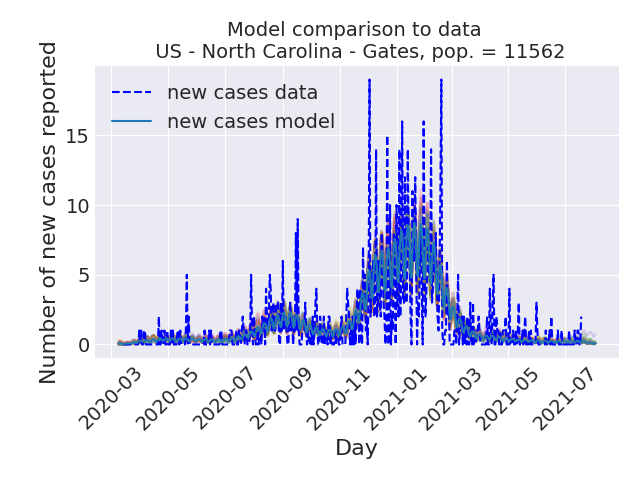 Model comparison to data
US - North Carolina - Gates, pop. = 11562
new cases data
new cases model
Number of new cases reported
15
10
5
0
2020-03
2020-05
2020-07
2020-09
2020-11
2021-01
2021-03
2021-05
2021-07
Day